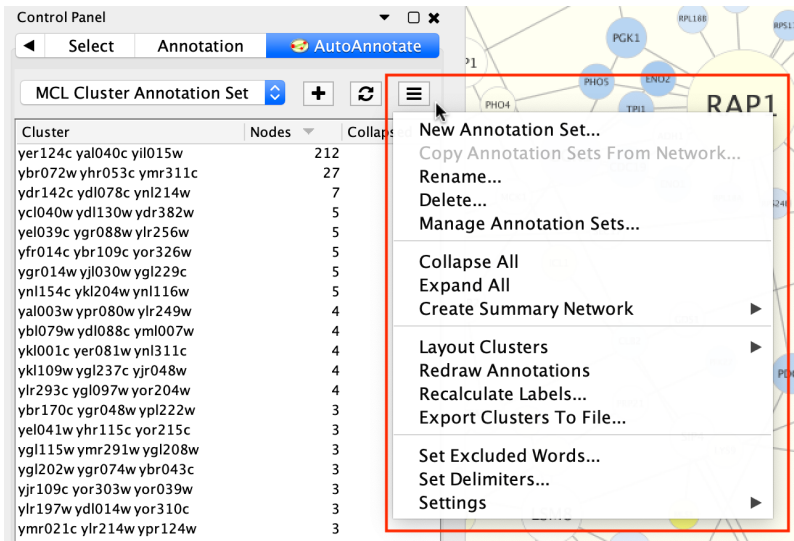 Control Panel
Select
Annotation
AutoAnnotate
MCL Cluster Annotation Set
Cluster Nodes
yer124c yal040c yil015w 212
ybr072w yhr053c ymr311c 27
ydr142c ydl078c ynl214w 7
ycl040w ydl130w ydr382w 5
yel039c ygr088w ylr256w 5
yfr014c ybr109c yor326w 5
ygr014w yjl030w ygl229c 5
ynl154c ykl204w ynl116w 5
yal003w ypr080w ylr249w 4
ybl079w ydl088c yml007w 4
ykl001c yer081w ynl311c 4
ykl109w ygl237c yjr048w 4
ylr293c ygl097w yor204w 4
ybr170c ygr048w ypl222w 3
yel041w yhr115c yor215c 3
ygl115w ymr291w ygl208w 3
ygl202w ygr074w ybr043c 3
yjr109c yor303w yor039w 3
ylr197w ydl014w yor310c 3
ymr021c ylr214w ypr124w 3
New Annotation Set...
Copy Annotation Sets From Network...
Rename...
Delete...
Manage Annotation Sets...
Collapse All
Expand All
Create Summary Network
Layout Clusters
Redraw Annotations
Recalculate Labels...
Export Clusters To File...
Set Excluded Words...
Set Delimiters...
Settings
RPL18B
PGK1
PHO5
ENO2
PHO4
TPI1
RAP1